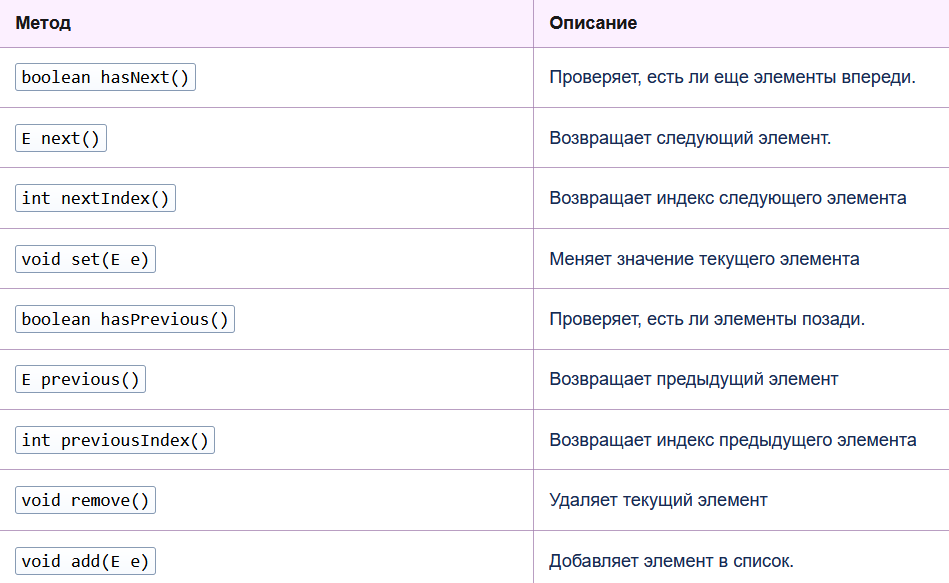 Метод Описание
boolean hasNext() Проверяет, есть ли еще элементы впереди.
E next() Возвращает следующий элемент.
int nextIndex() Возвращает индекс следующего элемента
void set(E e) Меняет значение текущего элемента
boolean hasPrevious() Проверяет, есть ли элементы позади.
E previous() Возвращает предыдущий элемент
int previousIndex() Возвращает индекс предыдущего элемента
void remove() Удаляет текущий элемент
void add(E e) Добавляет элемент в список.